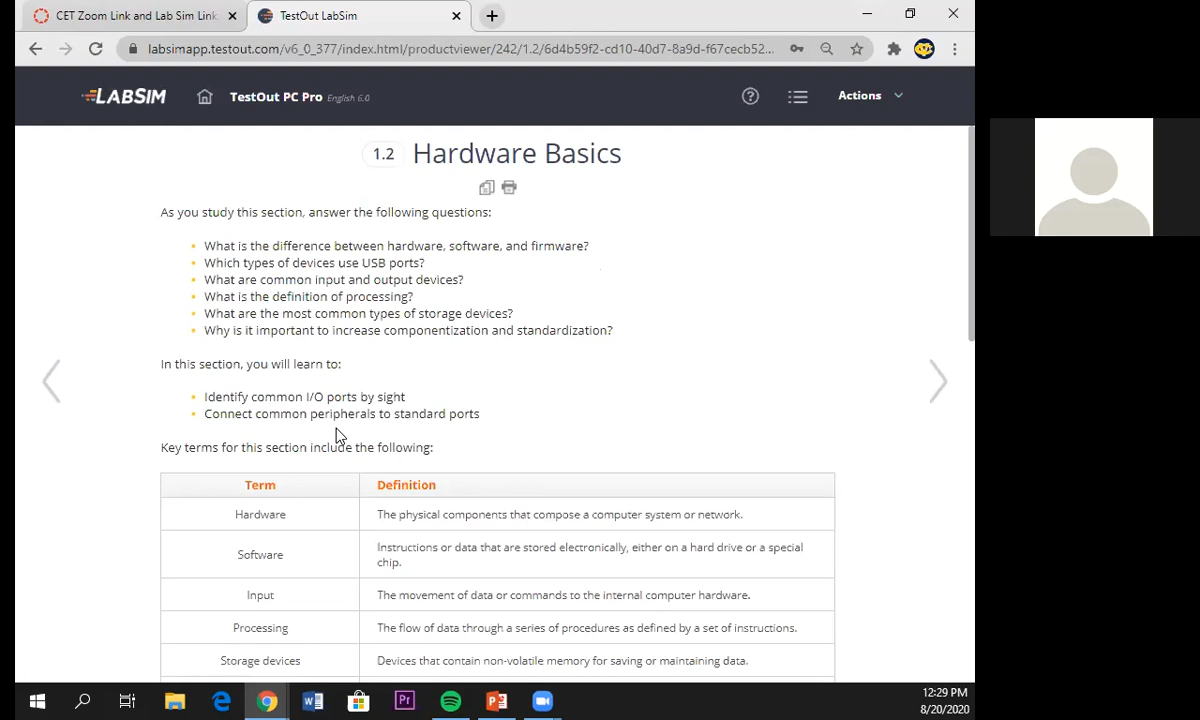 CET Zoom Link and Lab Sim Link
TestOut LabSim
labsimapp.testout.com/v6_0_377/index.html/productviewer/242/1.2/6d4b59f2-cd10-40d7-8a9d-f67cecb52...
LABSIM
TestOut PC Pro English 6.0
Actions
1.2 Hardware Basics
As you study this section, answer the following questions:
• What is the difference between hardware, software, and firmware?
• Which types of devices use USB ports?
• What are common input and output devices?
• What is the definition of processing?
• What are the most common types of storage devices?
• Why is it important to increase componentization and standardization?
In this section, you will learn to:
• Identify common I/O ports by sight
• Connect common peripherals to standard ports
Key terms for this section include the following:
Term Definition
Hardware The physical components that compose a computer system or network.
Software Instructions or data that are stored electronically, either on a hard drive or a special
chip.
Input The movement of data or commands to the internal computer hardware.
Processing The flow of data through a series of procedures as defined by a set of instructions.
Storage devices Devices that contain non-volatile memory for saving or maintaining data.
12:29 PM
8/20/2020